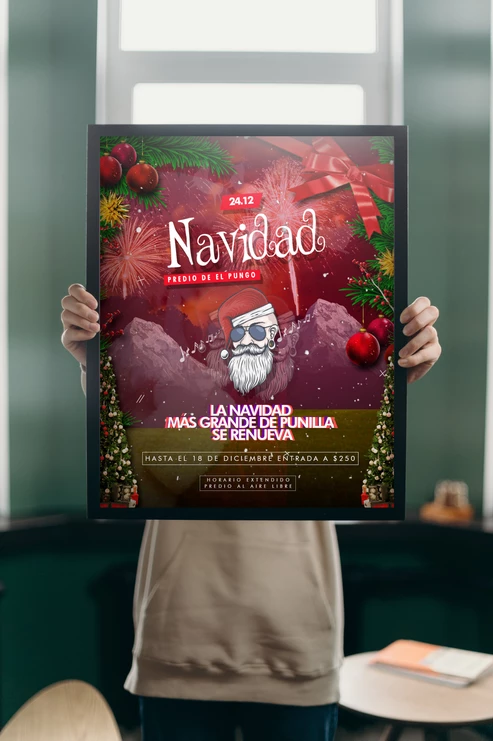 24.12
Navidad
PREDIO DE EL PUNGO
LA NAVIDAD
MÁS GRANDE DE PUNILLA
SE RENUEVA
HASTA EL 18 DE DICIEMBRE ENTRADA A $250
HORARIO EXTENDIDO
PREDIO AL AIRE LIBRE